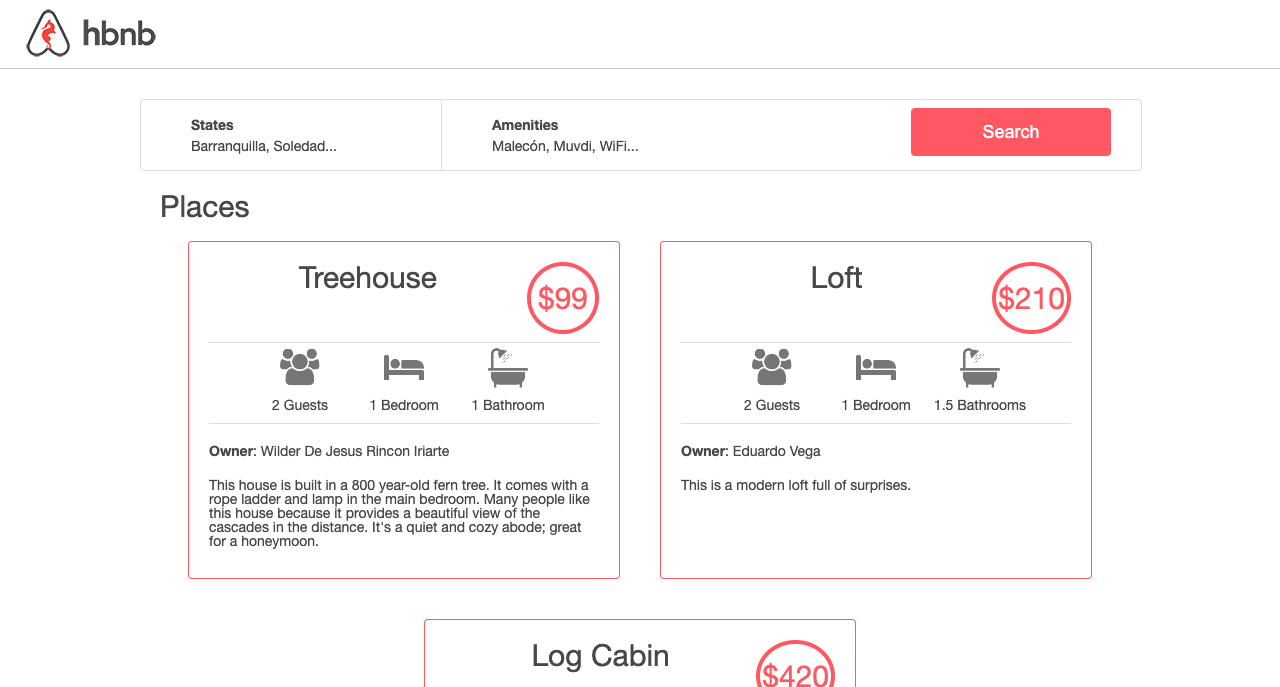 hbnb
States
Barranquilla, Soledad...
Amenities
Malecón, Muvdi, WiFi...
Search
Places
Treehouse
$99
2 Guests
1 Bedroom
1 Bathroom
Owner: Wilder De Jesus Rincon Iriarte
This house is built in a 800 year-old fern tree. It comes with a
rope ladder and lamp in the main bedroom. Many people like
this house because it provides a beautiful view of the
cascades in the distance. It's a quiet and cozy abode; great
for a honeymoon.
Loft
$210
2 Guests
1 Bedroom
1.5 Bathrooms
Owner: Eduardo Vega
This is a modern loft full of surprises.
Log Cabin
$420